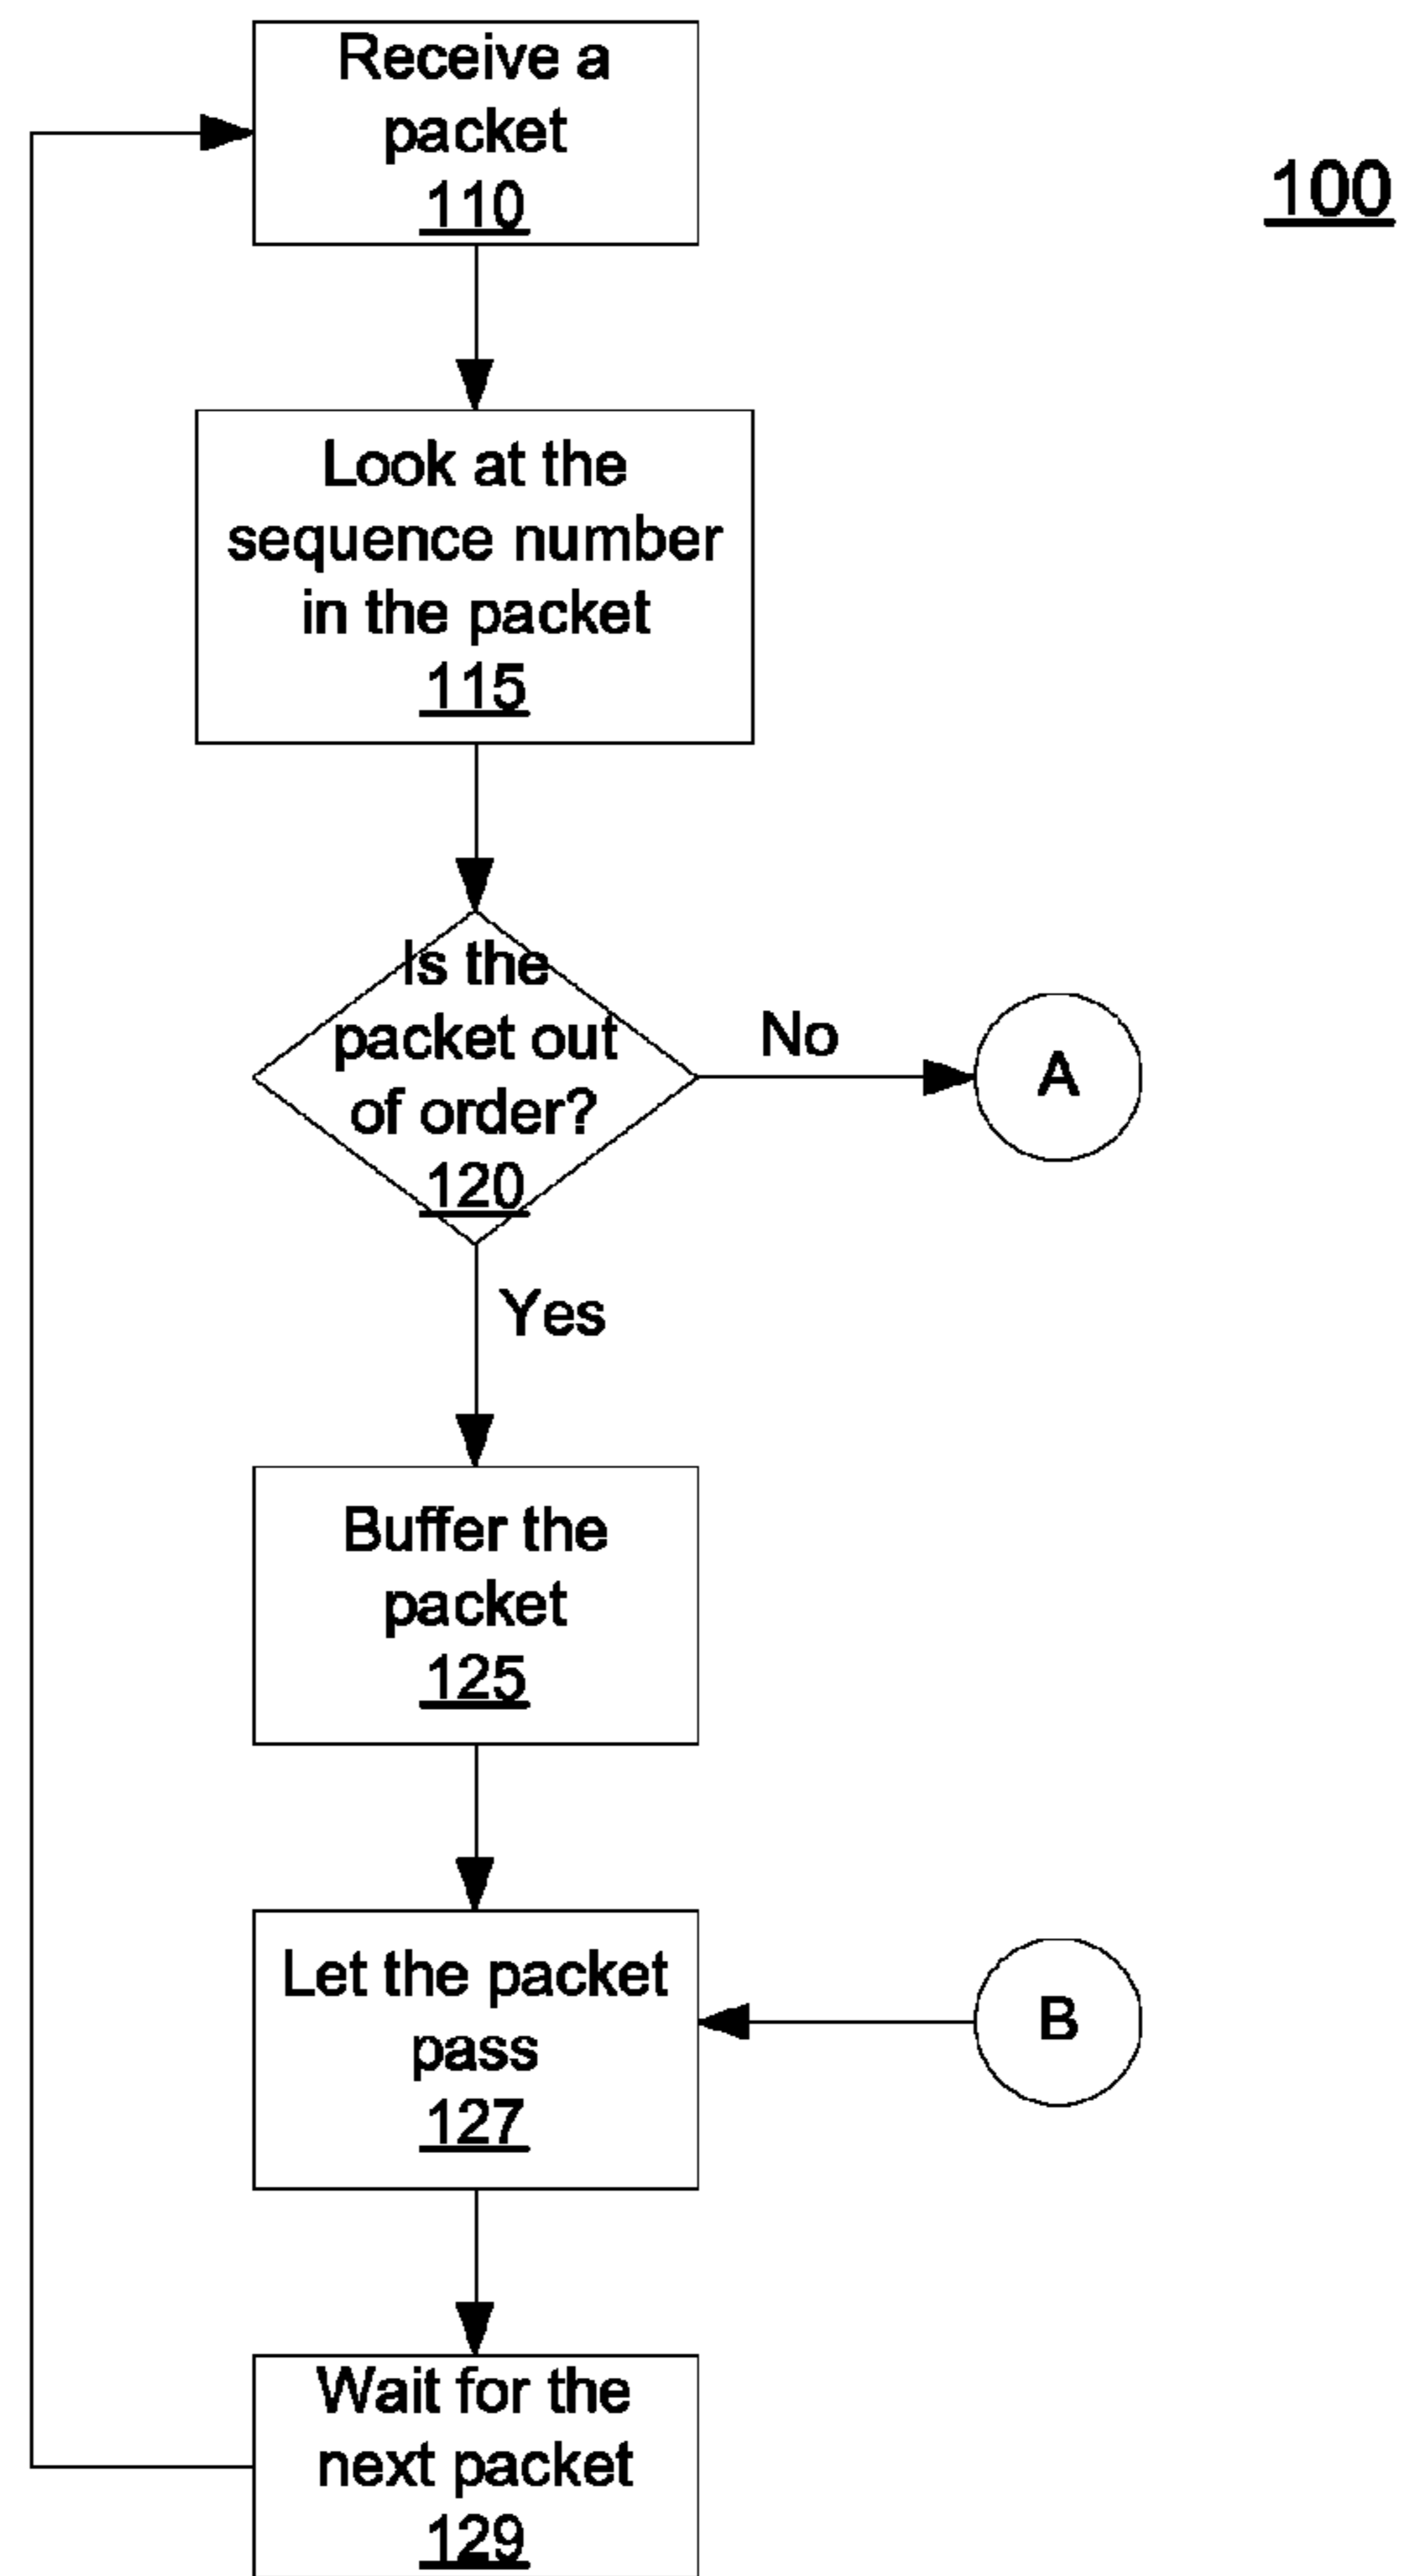 Receive a
packet
110
100
Look at the
sequence number
in the packet
115
Is the
packet out
of order?
120
No
A
Yes
Buffer the
packet
125
Let the packet
pass
127
B
Wait for the
next packet
129